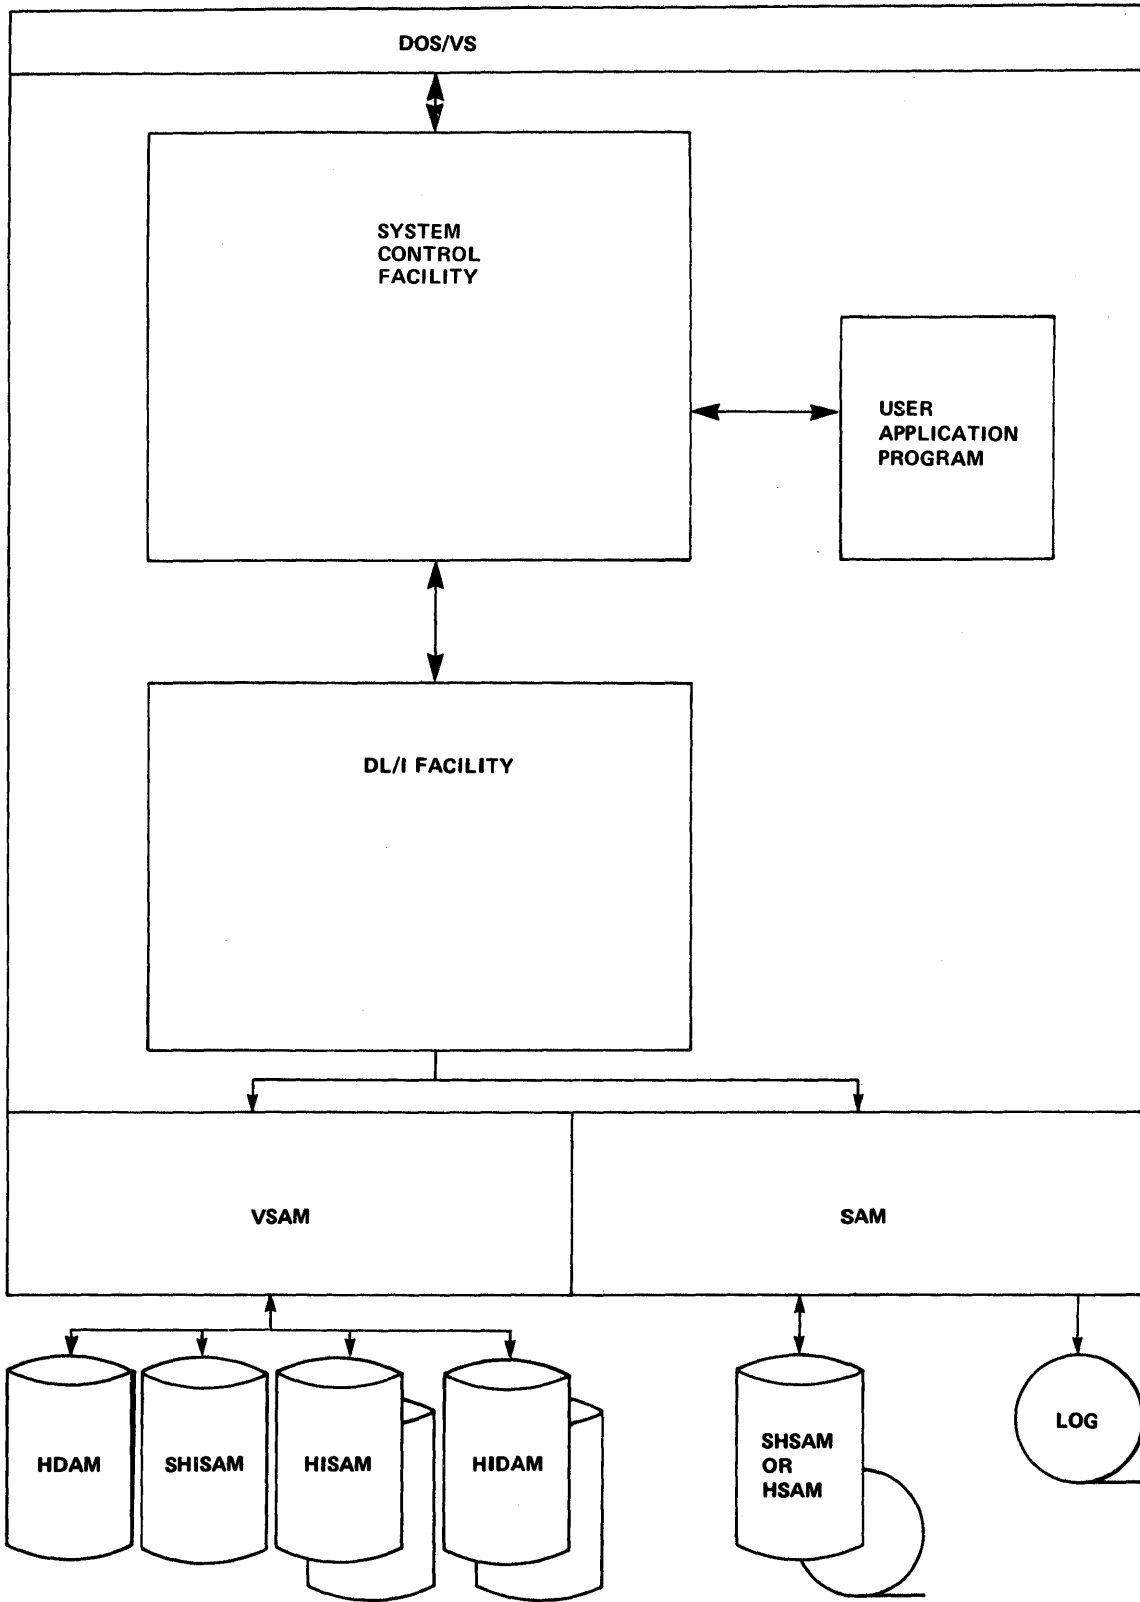 DOS/VS
SYSTEM
CONTROL
FACILITY
USER
APPLICATION
PROGRAM
DL/I FACILITY
VSAM
SAM
HDAM
SHISAM
HISAM
HIDAM
SHSAM
OR
HSAM
LOG